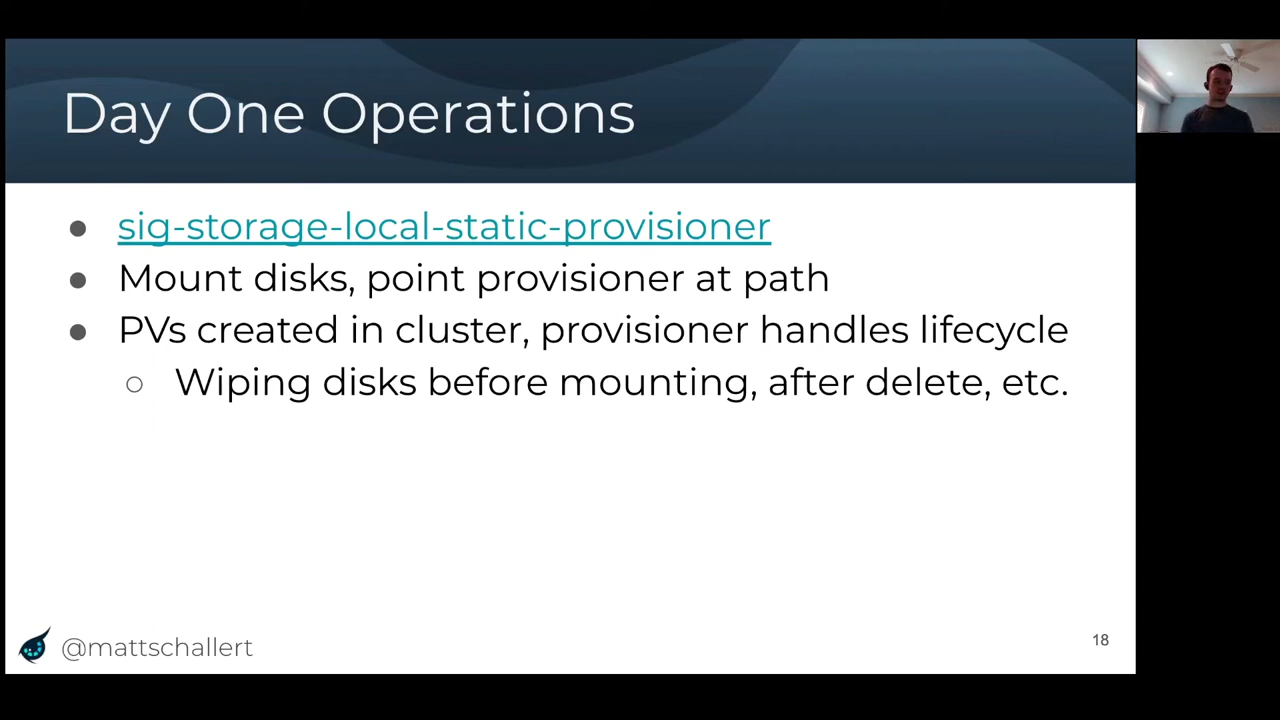 Day One Operations
● sig-storage-local-static-provisioner
● Mount disks, point provisioner at path
● PVs created in cluster, provisioner handles lifecycle
○ Wiping disks before mounting, after delete, etc.
@mattschallert
18